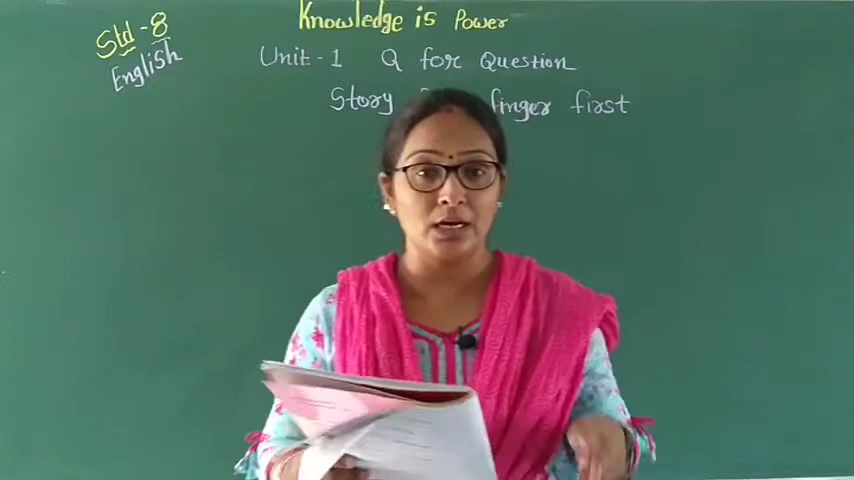 Std - 8
English
Knowledge is Power
Unit - 1 Q for Question
Story finger first